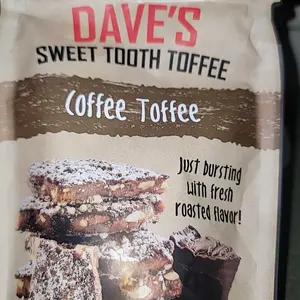 DAVE'S
SWEET TOOTH TOFFEE
Coffee Toffee
Just bursting
with fresh
roasted flavor!